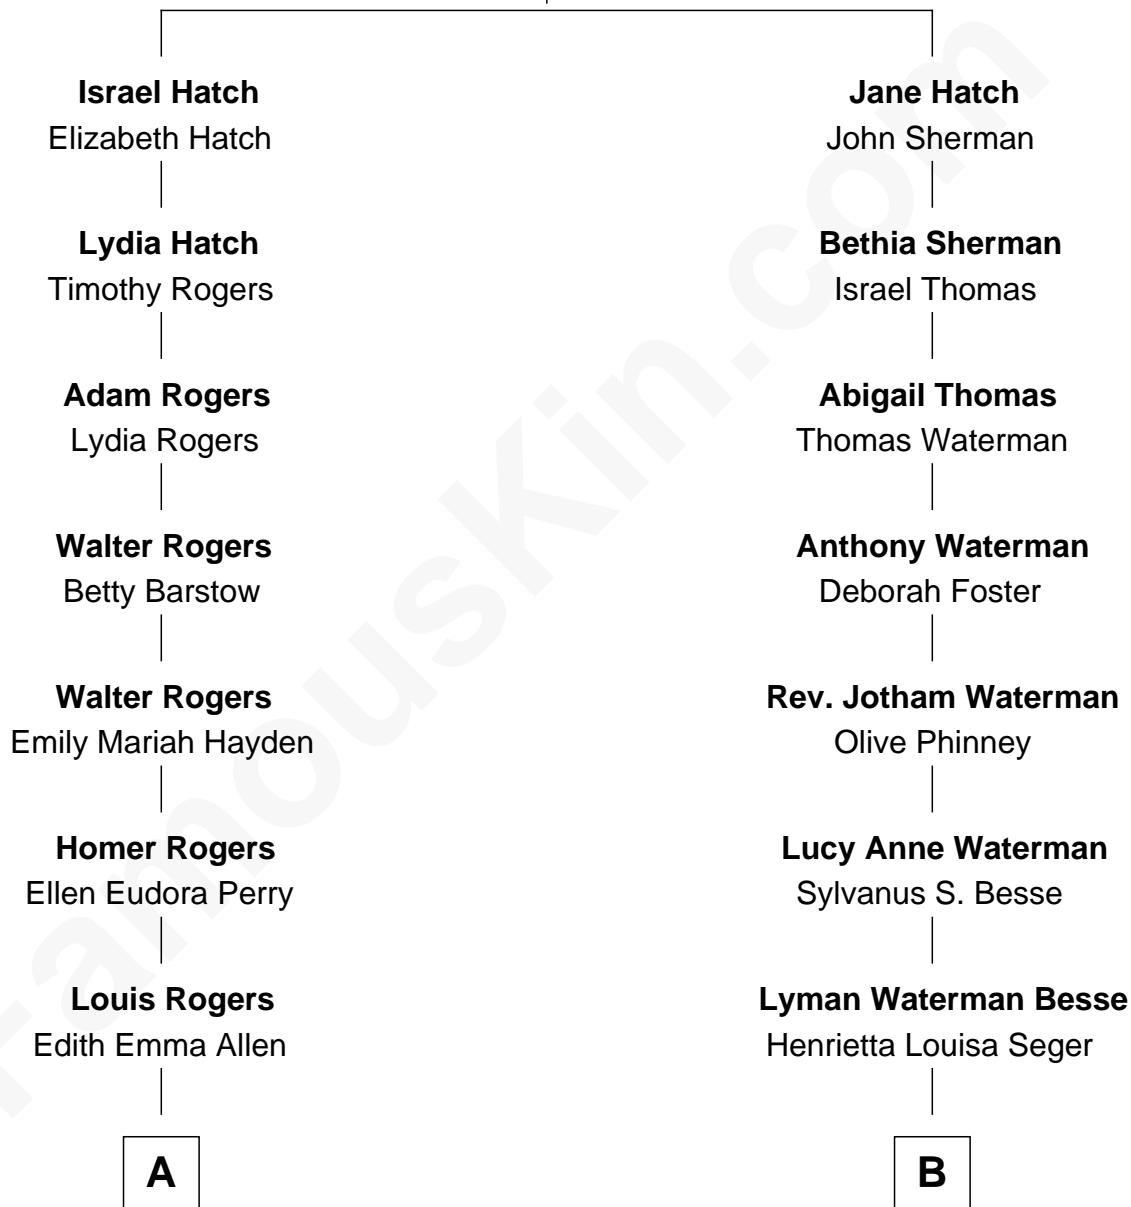 Israel Hatch
Elizabeth Hatch
Jane Hatch
John Sherman
Lydia Hatch
Timothy Rogers
Bethia Sherman
Israel Thomas
Adam Rogers
Lydia Rogers
Abigail Thomas
Thomas Waterman
Walter Rogers
Betty Barstow
Anthony Waterman
Deborah Foster
Walter Rogers
Emily Mariah Hayden
Rev. Jotham Waterman
Olive Phinney
Homer Rogers
Ellen Eudora Perry
Lucy Anne Waterman
Sylvanus S. Besse
Louis Rogers
Edith Emma Allen
Lyman Waterman Besse
Henrietta Louisa Seger
A
B
FamousKin.com